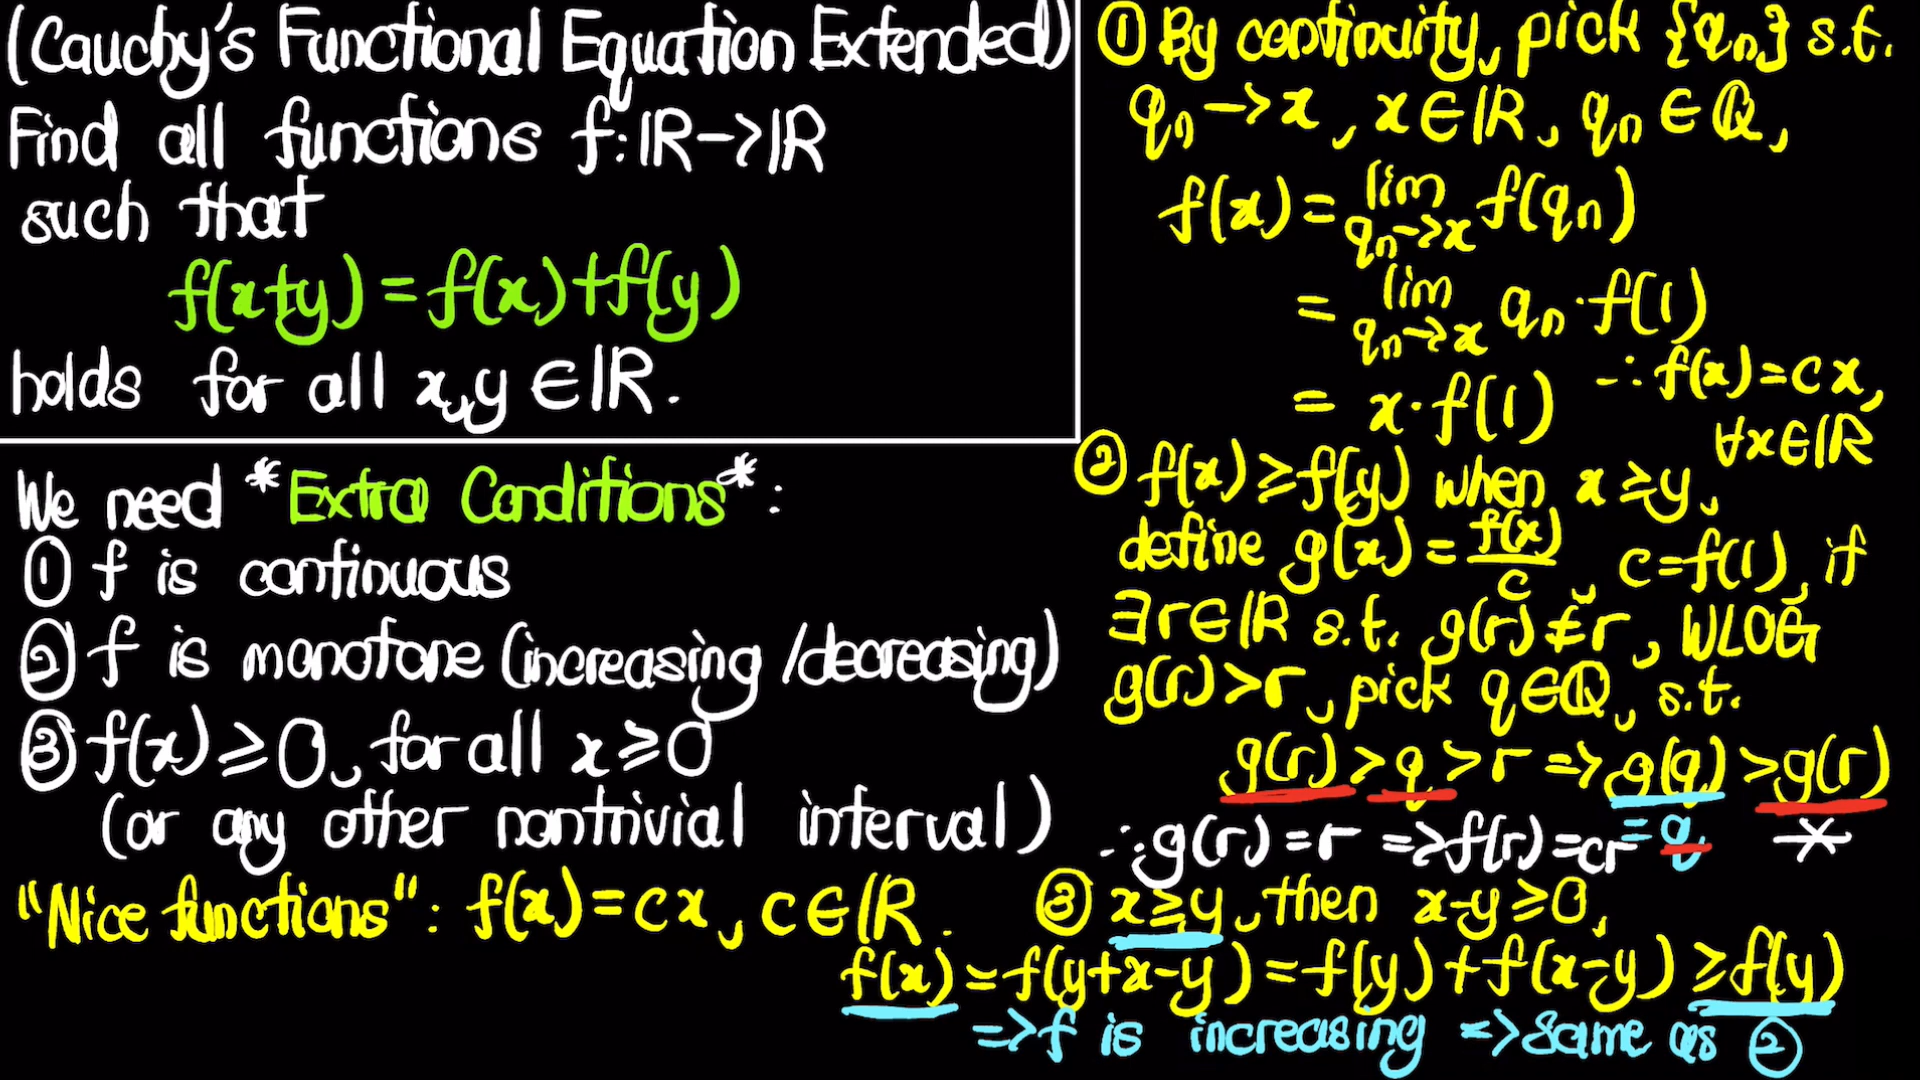 (Cauchy's Functional Equation Extended)
Find all functions f:ℝ->ℝ
such that
f(x+y)=f(x)+f(y)
holds for all x,y∈ℝ.
We need *Extra Conditions*:
① f is continuous
② f is monotone (increasing/decreasing)
③ f(x)≥0, for all x≥0
(or any other nontrivial interval)
"Nice functions": f(x)=cx, c∈ℝ.
① By continuity, pick {qn} s.t.
qn->x, x∈ℝ, qn∈ℚ,
f(x)= lim qn->x f(qn)
= lim qn->x qn·f(1)
= x·f(1) ∴f(x)=cx,
∀x∈ℝ
② f(x)≥f(y) when x≥y,
define g(x)=f(x)/c, c=f(1), if
∃r∈ℝ s.t. g(r)≠r, WLOG
g(r)>r, pick q∈ℚ, s.t.
g(r)>q>r=>g(q)>g(r)
∴g(r)=r=>f(r)=cr =q ※
③ x≥y, then x-y≥0,
f(x)=f(y+x-y)=f(y)+f(x-y)≥f(y)
=>f is increasing =>same as ②